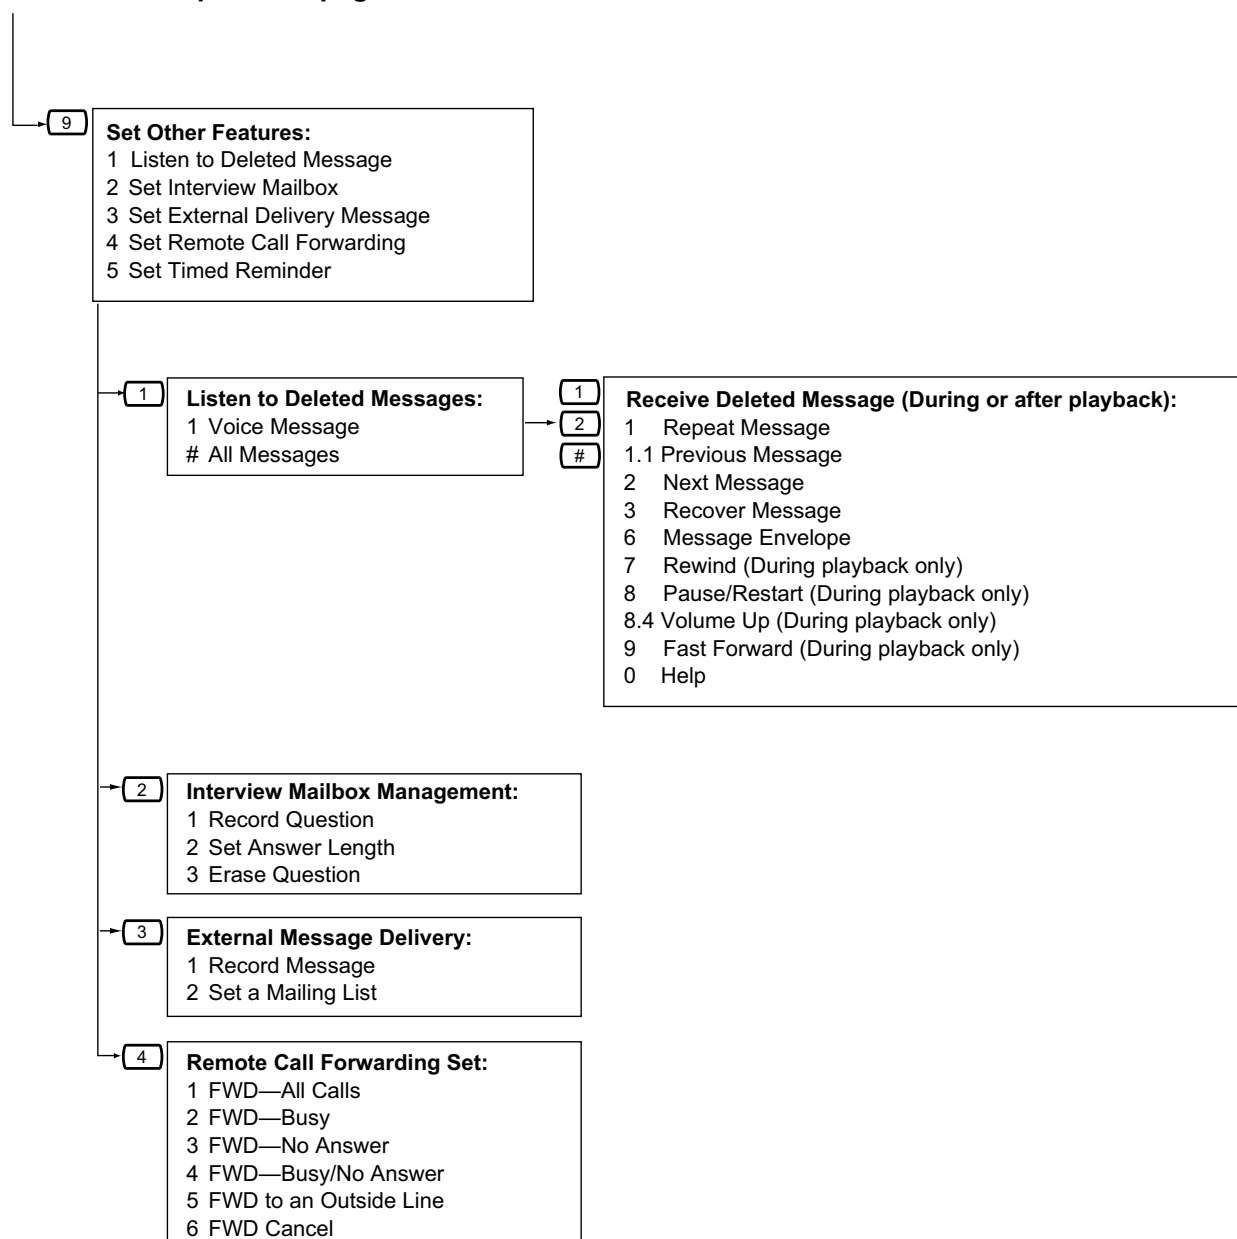 9
Set Other Features:
1 Listen to Deleted Message
2 Set Interview Mailbox
3 Set External Delivery Message
4 Set Remote Call Forwarding
5 Set Timed Reminder
1
Listen to Deleted Messages:
1 Voice Message
# All Messages
1
2
#
Receive Deleted Message (During or after playback):
1 Repeat Message
1.1 Previous Message
2 Next Message
3 Recover Message
6 Message Envelope
7 Rewind (During playback only)
8 Pause/Restart (During playback only)
8.4 Volume Up (During playback only)
9 Fast Forward (During playback only)
0 Help
2
Interview Mailbox Management:
1 Record Question
2 Set Answer Length
3 Erase Question
3
External Message Delivery:
1 Record Message
2 Set a Mailing List
4
Remote Call Forwarding Set:
1 FWD—All Calls
2 FWD—Busy
3 FWD—No Answer
4 FWD—Busy/No Answer
5 FWD to an Outside Line
6 FWD Cancel